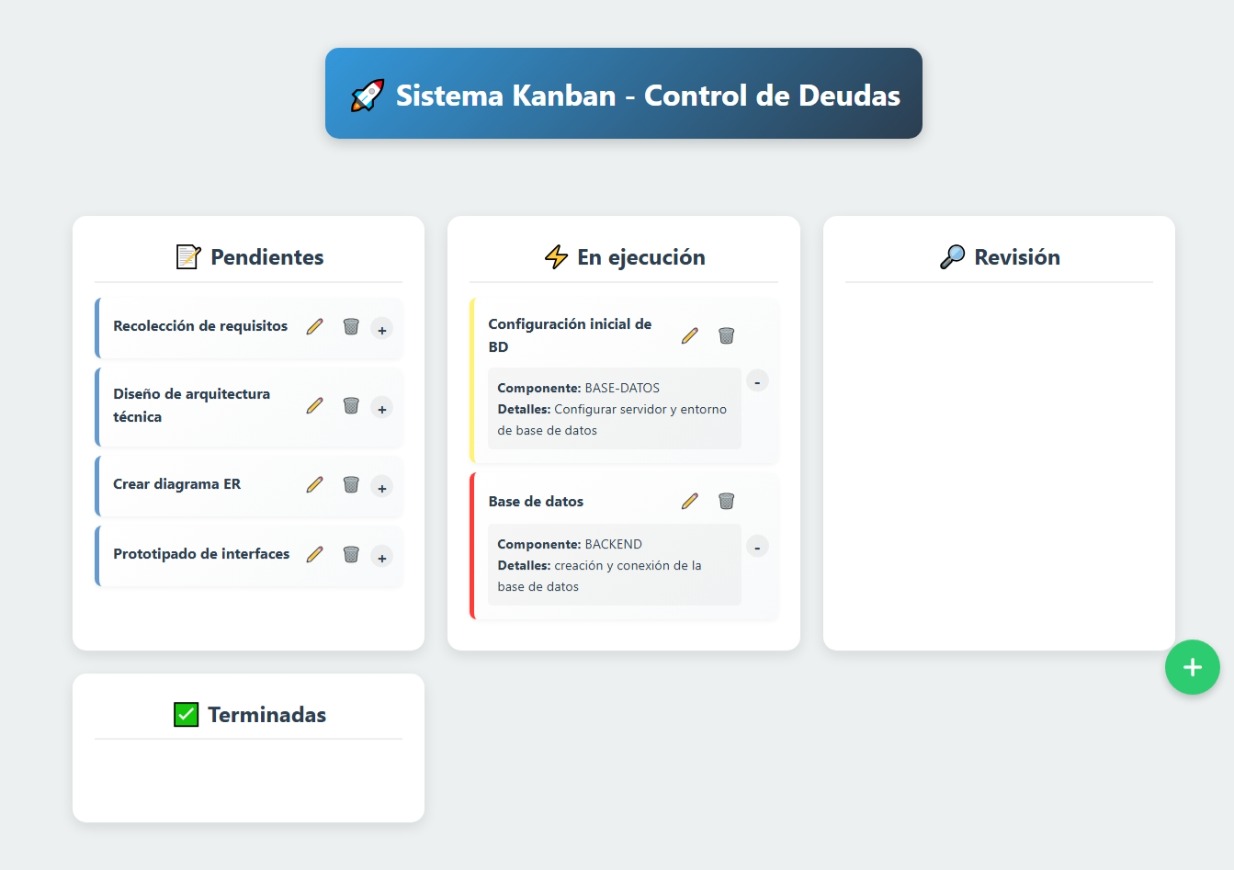 🚀 Sistema Kanban - Control de Deudas
📝 Pendientes
Recolección de requisitos
+
Diseño de arquitectura
técnica
+
Crear diagrama ER
+
Prototipado de interfaces
+
⚡ En ejecución
Configuración inicial de
BD
Componente: BASE-DATOS
Detalles: Configurar servidor y entorno
de base de datos
-
Base de datos
Componente: BACKEND
Detalles: creación y conexión de la
base de datos
-
🔎 Revisión
+
✅ Terminadas